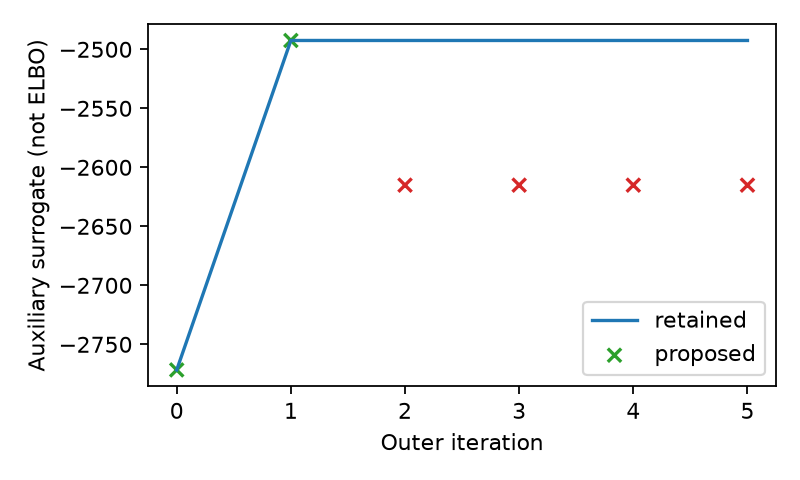 Auxiliary surrogate (not ELBO)
−2500
−2550
−2600
−2650
−2700
−2750
retained
proposed
0 1 2 3 4 5
Outer iteration